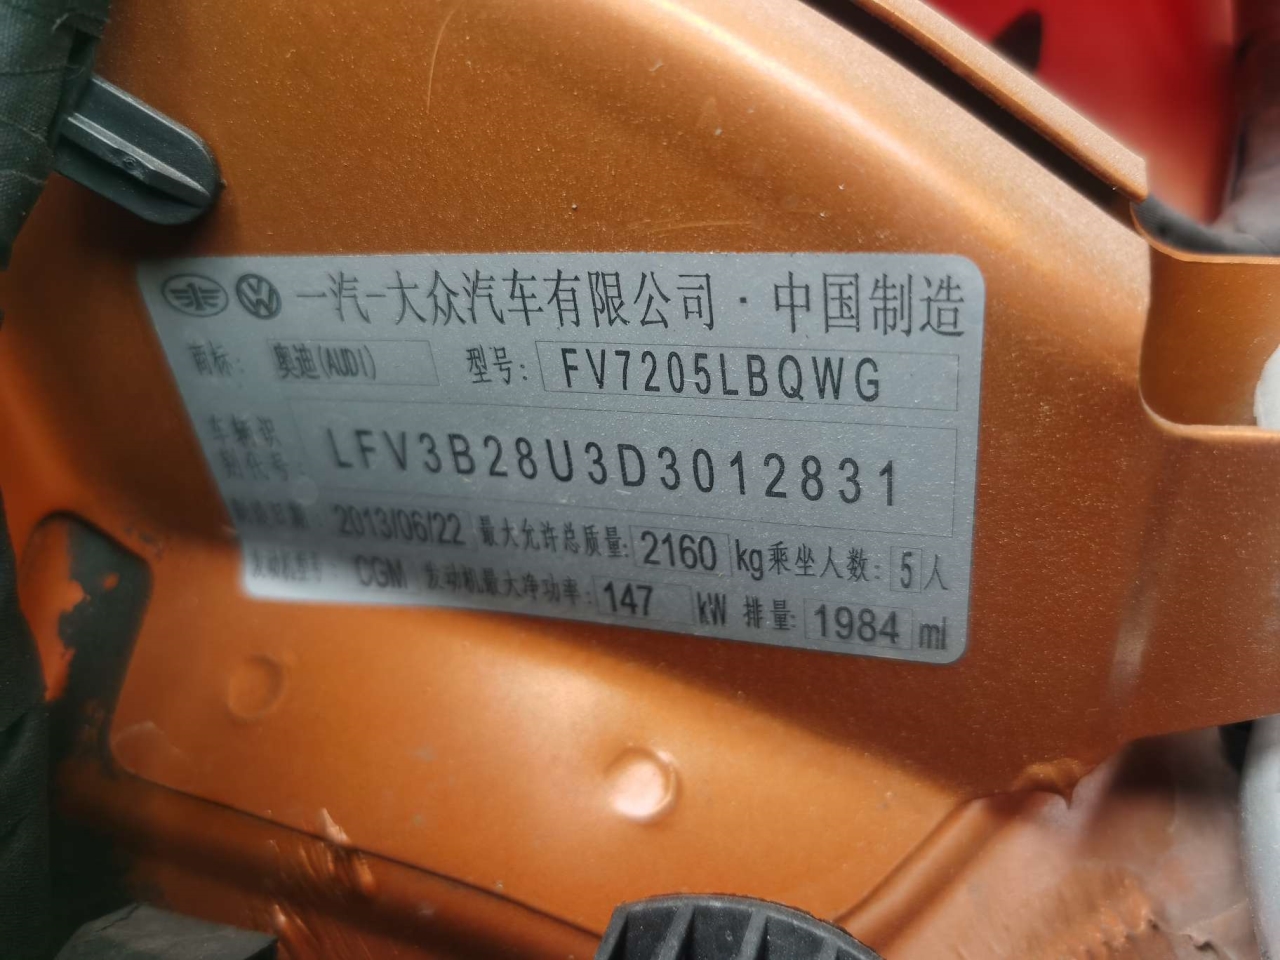 一汽-大众汽车有限公司·中国制造
商标: 奥迪(AUDI) 型号: FV7205LBQWG
车辆识别代号: LFV3B28U3D3012831
制造日期: 2013/06/22 最大允许总质量: 2160 kg 乘坐人数: 5 人
发动机型号: CGM 发动机最大净功率: 147 kW 排量: 1984 ml